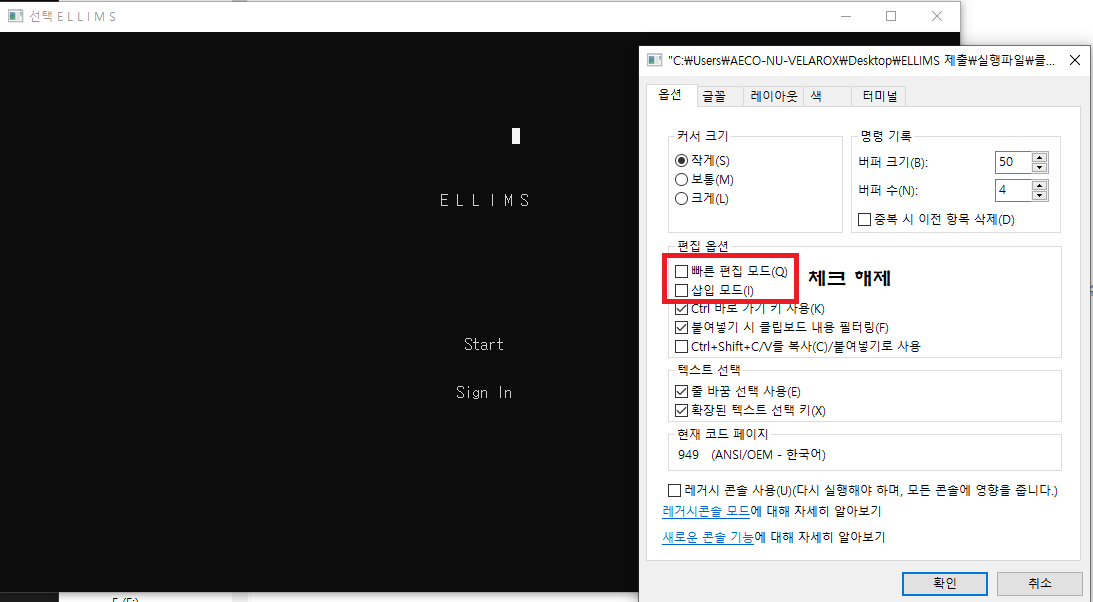 선택 E L L I M S
E L L I M S
Start
Sign In
"C:₩Users₩AECO-NU-VELAROX₩Desktop₩ELLIMS 제출₩실행파일₩클...
옵션
글꼴
레이아웃
색
터미널
커서 크기
작게(S)
보통(M)
크게(L)
명령 기록
버퍼 크기(B):
50
버퍼 수(N):
4
중복 시 이전 항목 삭제(D)
편집 옵션
빠른 편집 모드(Q)
삽입 모드(I)
체크 해제
Ctrl 바로 가기 키 사용(K)
붙여넣기 시 클립보드 내용 필터링(F)
Ctrl+Shift+C/V를 복사(C)/붙여넣기로 사용
텍스트 선택
줄 바꿈 선택 사용(E)
확장된 텍스트 선택 키(X)
현재 코드 페이지
949 (ANSI/OEM - 한국어)
레거시 콘솔 사용(U)(다시 실행해야 하며, 모든 콘솔에 영향을 줍니다.)
레거시콘솔 모드에 대해 자세히 알아보기
새로운 콘솔 기능에 대해 자세히 알아보기
확인
취소